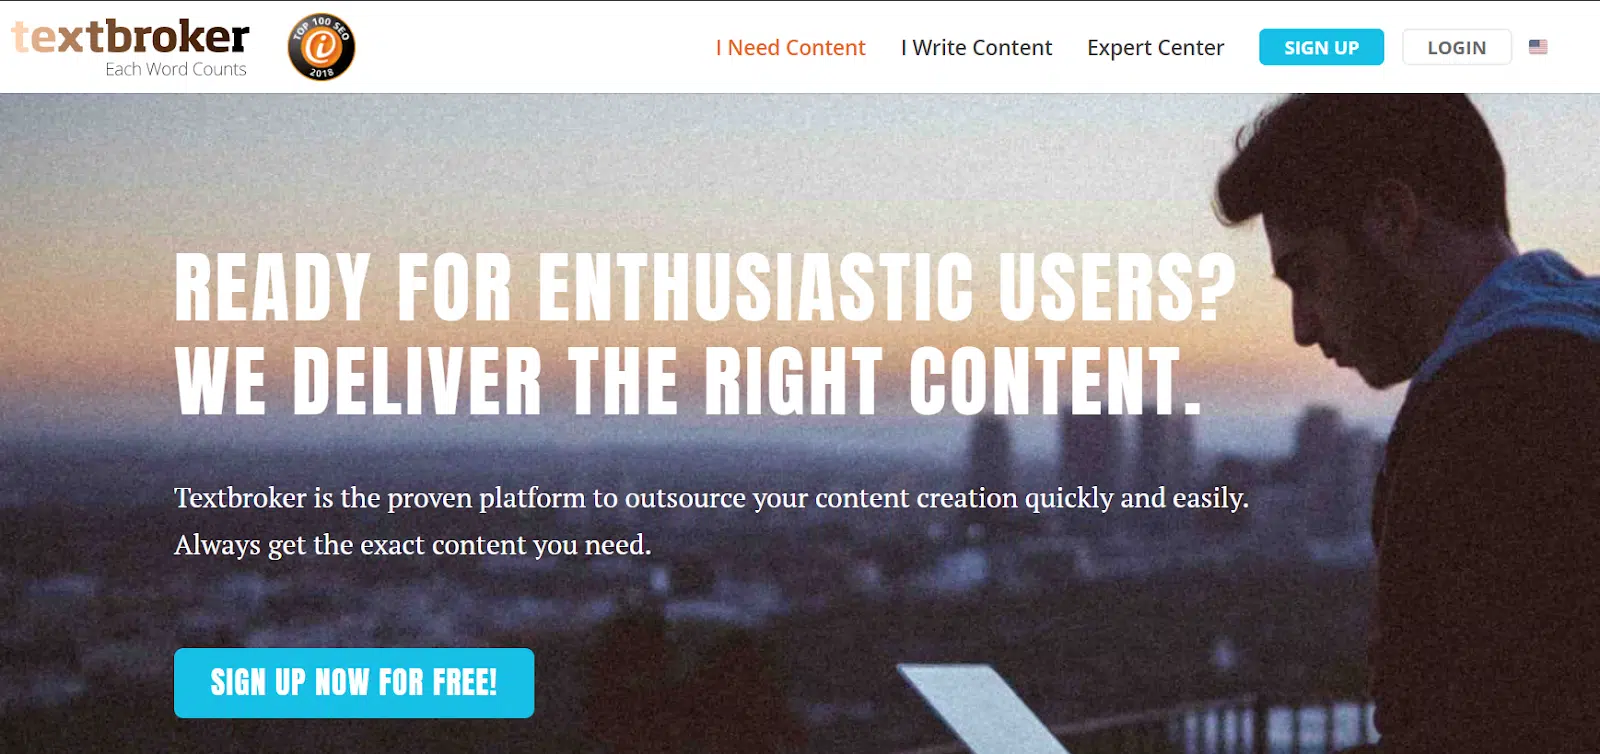 textbroker
Each Word Counts
TOP 100 SEO
2018
I Need Content
I Write Content
Expert Center
SIGN UP
LOGIN
READY FOR ENTHUSIASTIC USERS?
WE DELIVER THE RIGHT CONTENT.
Textbroker is the proven platform to outsource your content creation quickly and easily.
Always get the exact content you need.
SIGN UP NOW FOR FREE!